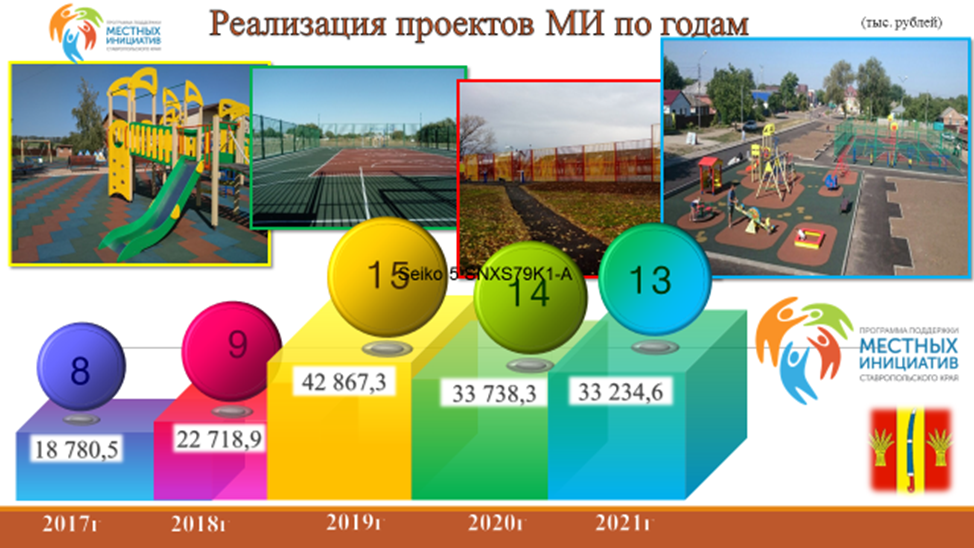 ПРОГРАММА ПОДДЕРЖКИ
МЕСТНЫХ
ИНИЦИАТИВ
СТАВРОПОЛЬСКОГО КРАЯ
Реализация проектов МИ по годам
(тыс. рублей)
15
Seiko 5 SNXS79K1-A
14
13
9
8
42 867,3
33 738,3
33 234,6
22 718,9
18 780,5
ПРОГРАММА ПОДДЕРЖКИ
МЕСТНЫХ
ИНИЦИАТИВ
СТАВРОПОЛЬСКОГО КРАЯ
2017г
2018г
2019г
2020г
2021г